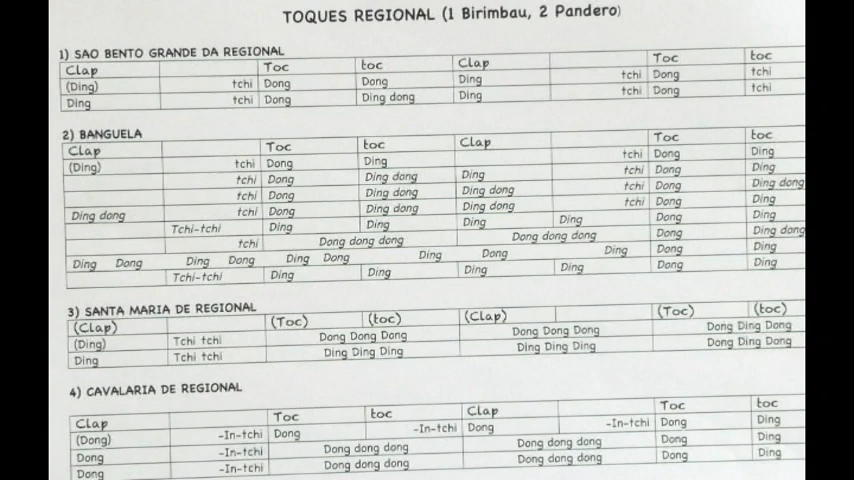 TOQUES REGIONAL (1 Birimbau, 2 Pandero)
1) SAO BENTO GRANDE DA REGIONAL
Clap Toc toc Clap Toc toc
(Ding) tchi Dong Dong Ding tchi Dong tchi
Ding tchi Dong Ding dong Ding tchi Dong tchi
2) BANGUELA
Clap Toc toc Clap Toc toc
(Ding) tchi Dong Ding tchi Dong Ding
tchi Dong Ding dong Ding tchi Dong Ding
tchi Dong Ding dong Ding dong tchi Dong Ding dong
Ding dong tchi Dong Ding dong Ding dong tchi Dong Ding
Tchi-tchi Ding Ding Ding Ding Dong Ding
tchi Dong dong dong Dong dong dong Dong Ding dong
Ding Dong Ding Dong Ding Dong Ding Dong Ding Dong Ding
Tchi-tchi Ding Ding Ding Ding Dong Ding
3) SANTA MARIA DE REGIONAL
(Clap) (Toc) (toc) (Clap) (Toc) (toc)
(Ding) Tchi tchi Dong Dong Dong Dong Dong Dong Dong Ding Dong
Ding Tchi tchi Ding Ding Ding Ding Ding Ding Dong Ding Dong
4) CAVALARIA DE REGIONAL
Clap Toc toc Clap Toc toc
(Dong) -In-tchi Dong -In-tchi Dong -In-tchi Dong Ding
Dong -In-tchi Dong dong dong Dong dong dong Dong Ding
Dong -In-tchi Dong dong dong Dong dong dong Dong Ding